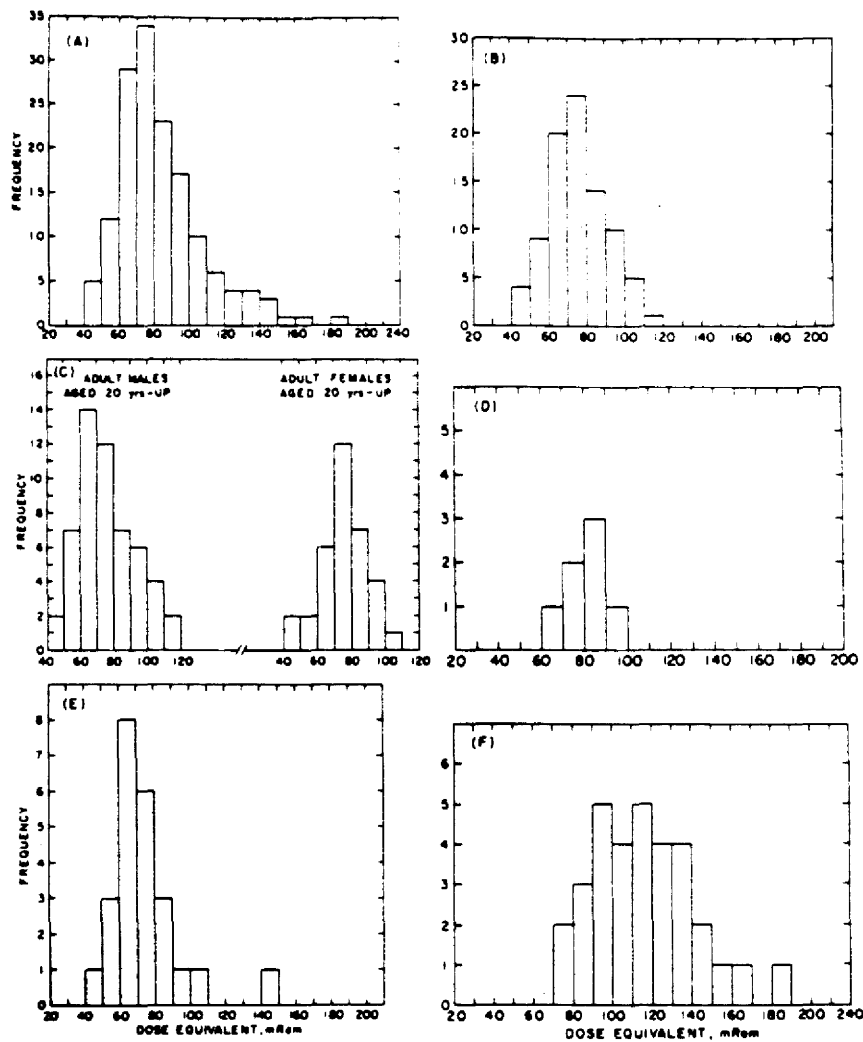 (A)
35
30
25
20
15
10
5
0
FREQUENCY
20 40 60 80 100 120 140 160 180 200 240
(B)
30
25
20
15
10
5
0
20 40 60 80 100 120 140 160 180 200
(C)
ADULT MALES
AGED 20 yrs-UP
ADULT FEMALES
AGED 20 yrs-UP
16
14
12
10
8
6
4
2
0
FREQUENCY
40 60 80 100 120 40 60 80 100 120
(D)
5
4
3
2
1
20 40 60 80 100 120 140 160 180 200
(E)
8
7
6
5
4
3
2
1
0
FREQUENCY
20 40 60 80 100 120 140 160 180 200
DOSE EQUIVALENT, mRem
(F)
6
5
4
3
2
1
0
20 40 60 80 100 120 140 160 180 200 240
DOSE EQUIVALENT, mRem